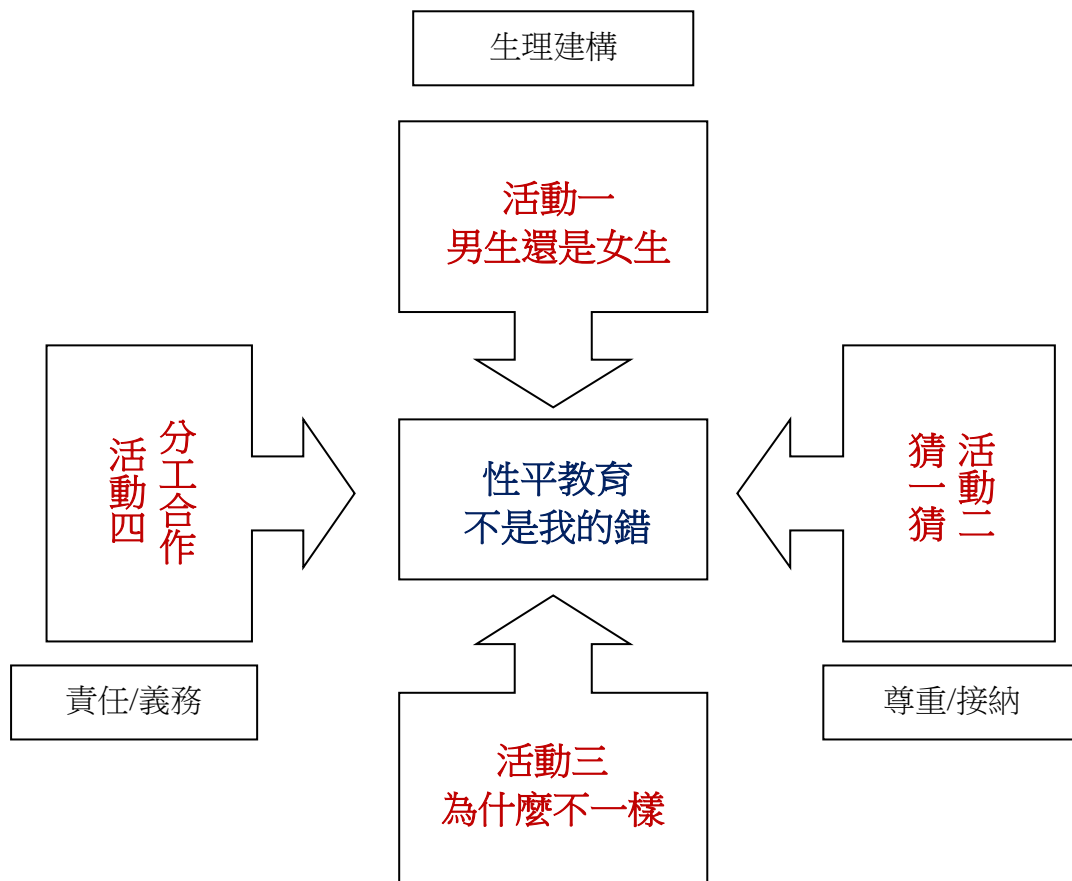 生理建構
活動一
男生還是女生
活動四
分工合作
性平教育
不是我的錯
活動二
猜一猜
責任/義務
尊重/接納
活動三
為什麼不一樣